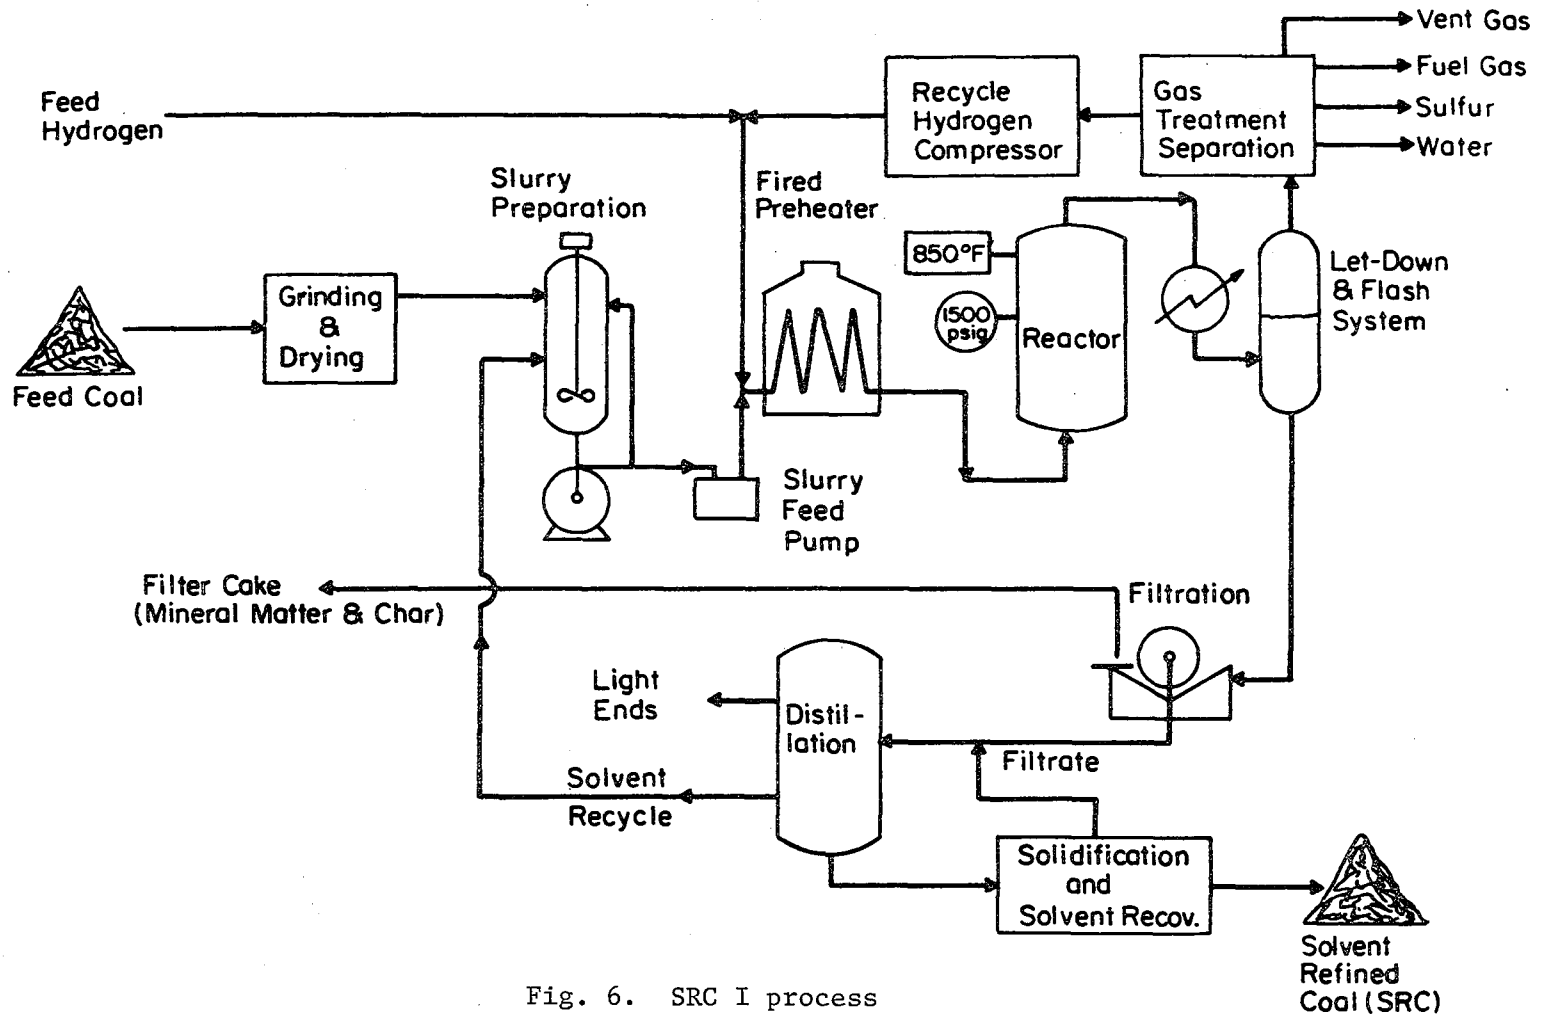 Vent Gas
Fuel Gas
Sulfur
Water
Feed
Hydrogen
Recycle
Hydrogen
Compressor
Gas
Treatment
Separation
Slurry
Preparation
Fired
Preheater
850°F
1500
psig
Reactor
Let-Down
& Flash
System
Grinding
&
Drying
Feed Coal
Slurry
Feed
Pump
Filter Cake
(Mineral Matter & Char)
Filtration
Light
Ends
Distil-
lation
Filtrate
Solvent
Recycle
Solidification
and
Solvent Recov.
Solvent
Refined
Coal (SRC)
Fig. 6. SRC I process